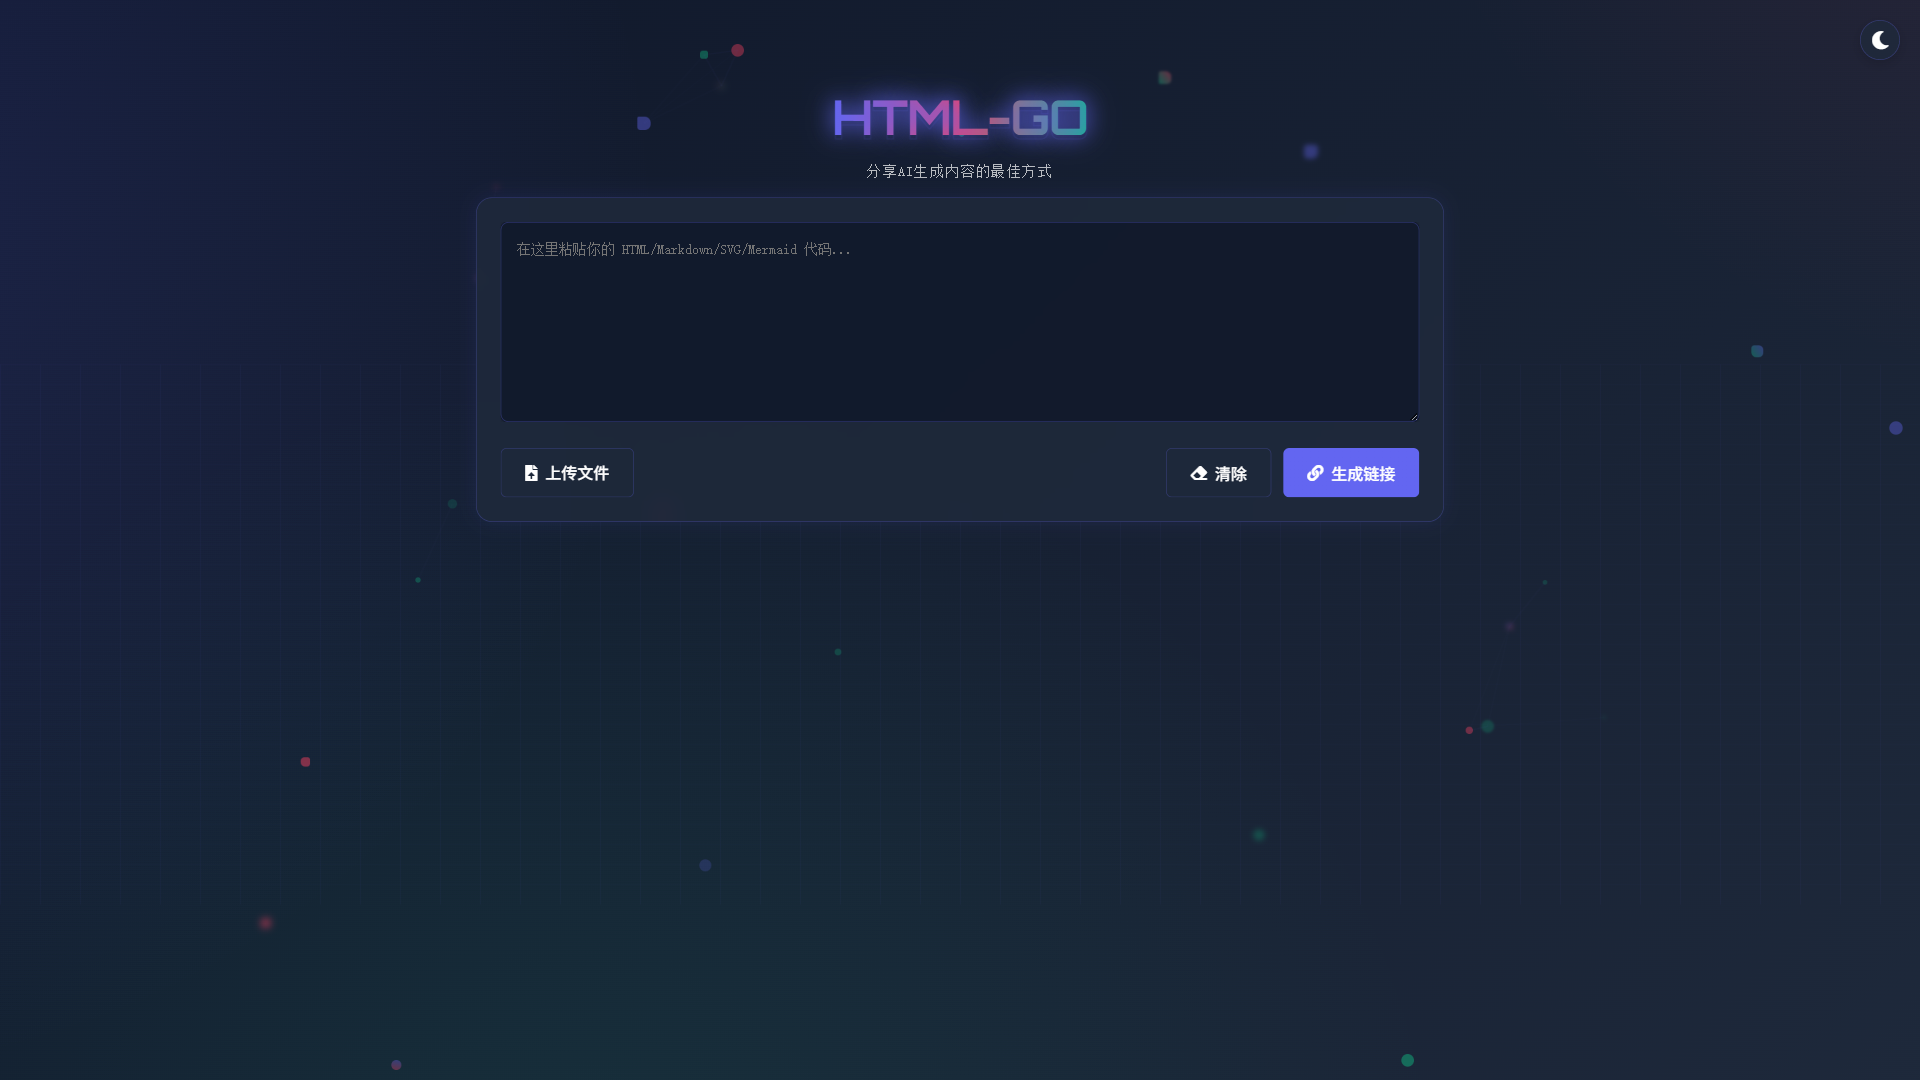 HTML-GO
分享AI生成内容的最佳方式
在这里粘贴你的 HTML/Markdown/SVG/Mermaid 代码...
上传文件
清除
生成链接